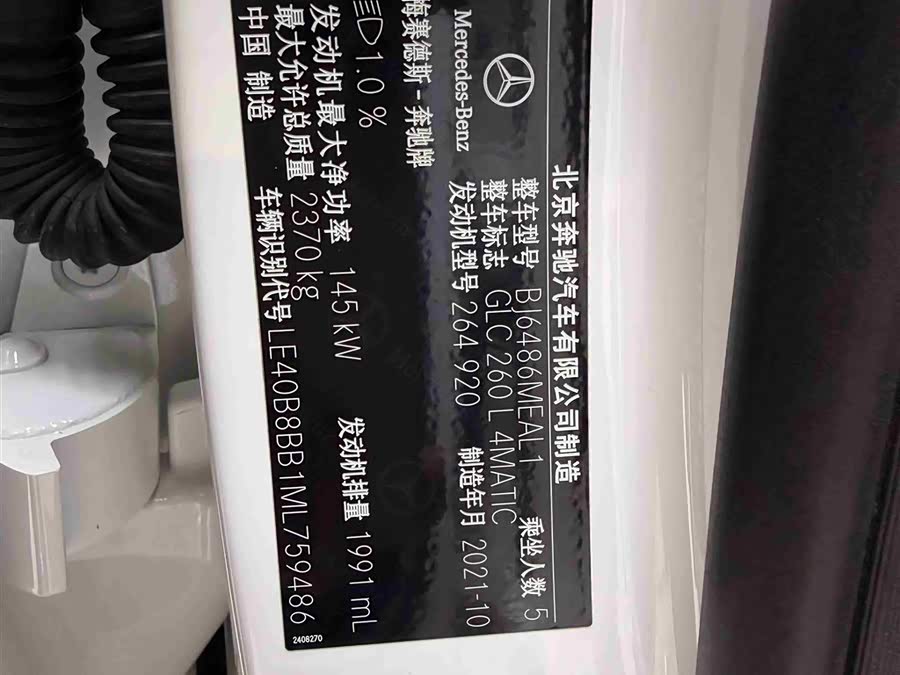 北京奔驰汽车有限公司制造
Mercedes-Benz
整车型号 BJ6486MEAL1 乘坐人数 5
整车标志 GLC 260 L 4MATIC
发动机型号 264 920 制造年月 2021-10
梅赛德斯-奔驰牌
1.0 %
发动机最大净功率 145 kW 发动机排量 1991 mL
最大允许总质量 2370 kg
车辆识别代号 LE40B8BB1ML759486
中国 制造
2408270